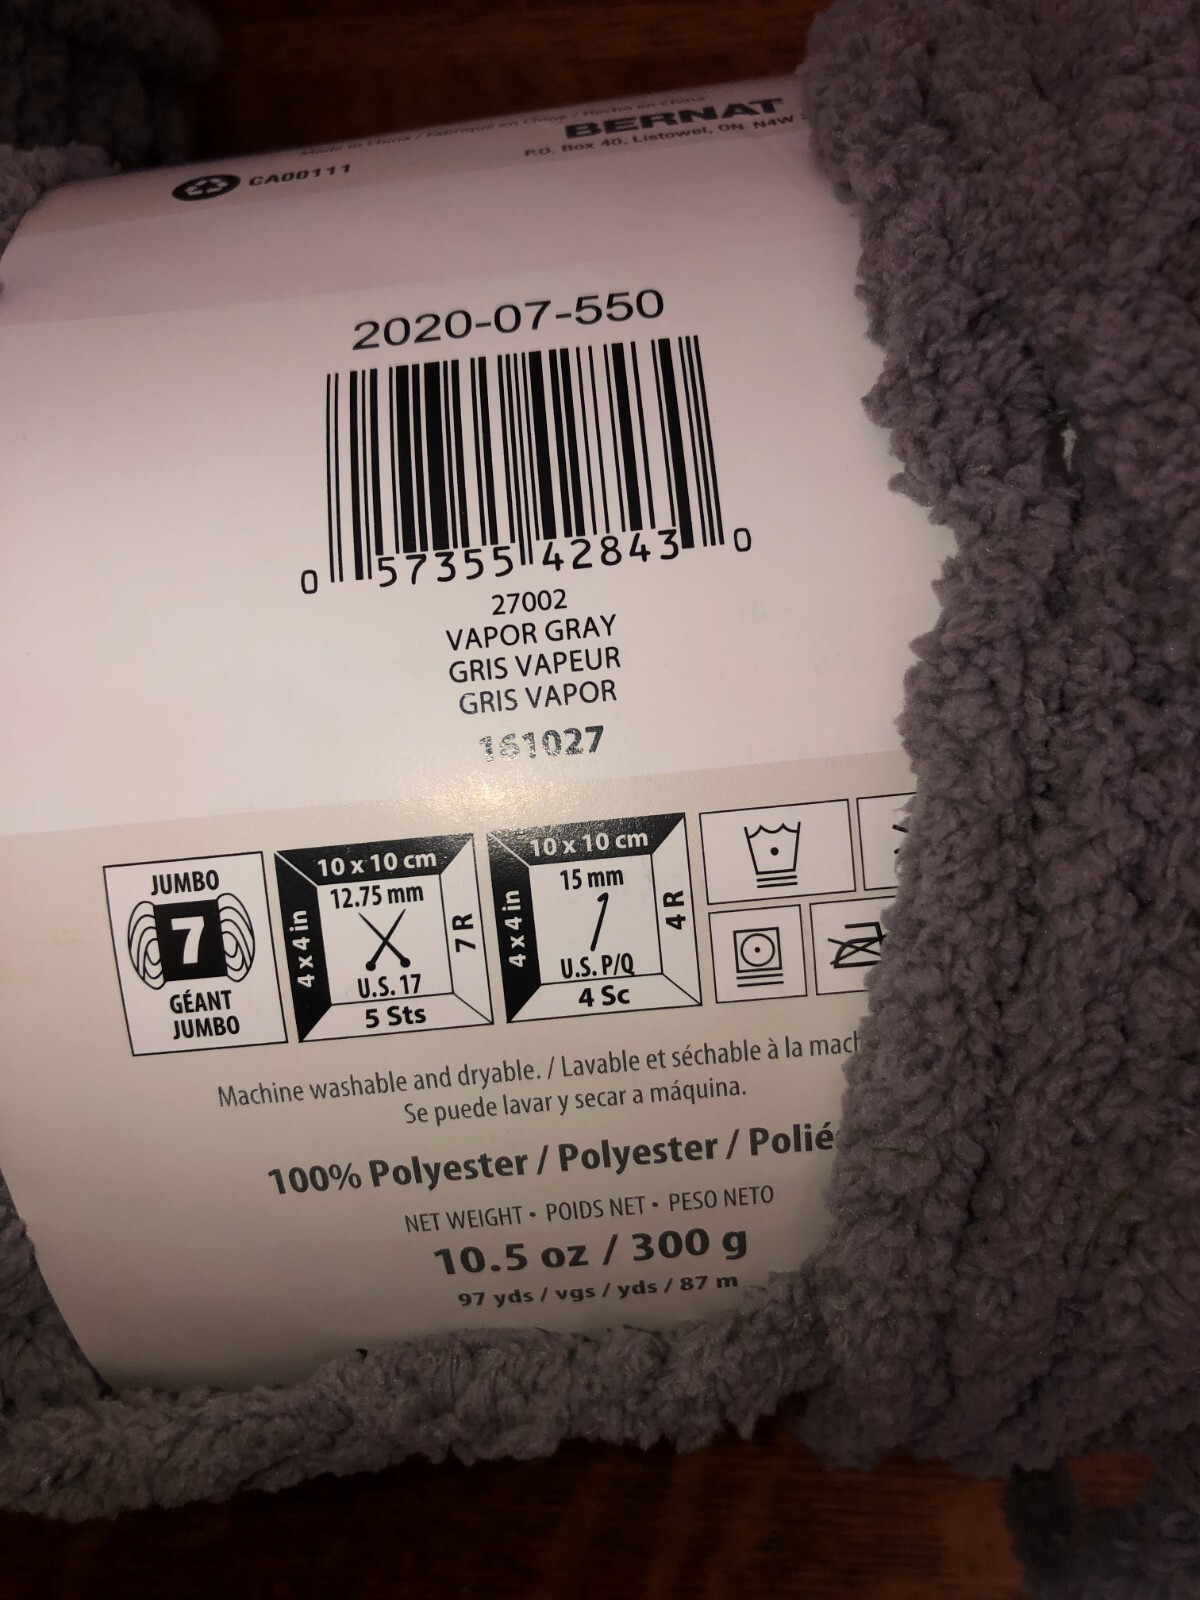 Made in China / Fabriqué en Chine / Hecho en China
BERNAT
P.O. Box 40, Listowel, ON N4W
CA00111
2020-07-550
0 57355 42843 0
27002
VAPOR GRAY
GRIS VAPEUR
GRIS VAPOR
161027
JUMBO
7
GÉANT
JUMBO
10 x 10 cm
4 x 4 in
12.75 mm
7 R
U.S. 17
5 Sts
10 x 10 cm
4 x 4 in
15 mm
4 R
U.S. P/Q
4 Sc
Machine washable and dryable. / Lavable et séchable à la mach
Se puede lavar y secar a máquina.
100% Polyester / Polyester / Polié
NET WEIGHT • POIDS NET • PESO NETO
10.5 oz / 300 g
97 yds / vgs / yds / 87 m